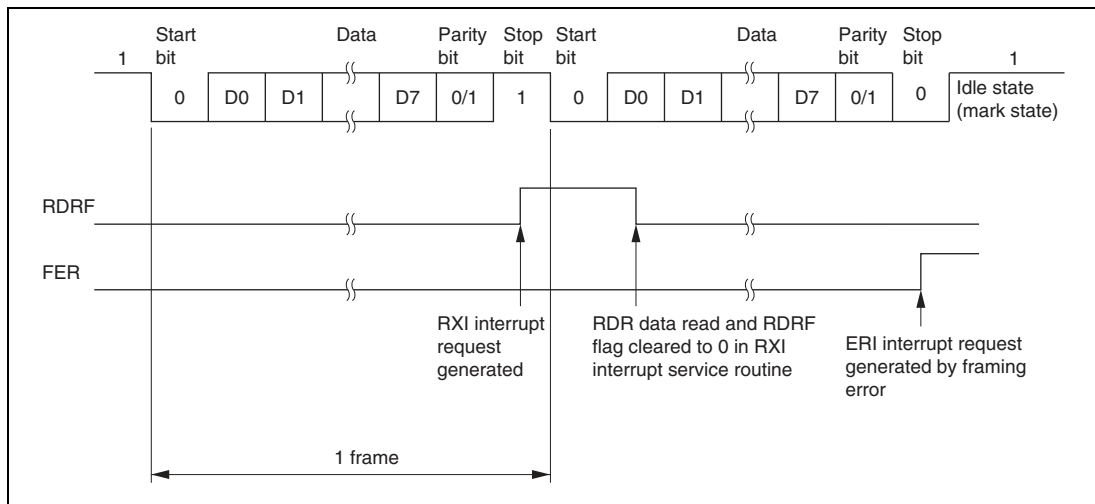 Start bit
Data
Parity bit
Stop bit
Start bit
Data
Parity bit
Stop bit
1
1
0
D0
D1
D7
0/1
1
0
D0
D1
D7
0/1
0
Idle state
(mark state)
RDRF
FER
RXI interrupt
request
generated
RDR data read and RDRF
flag cleared to 0 in RXI
interrupt service routine
ERI interrupt request
generated by framing
error
1 frame